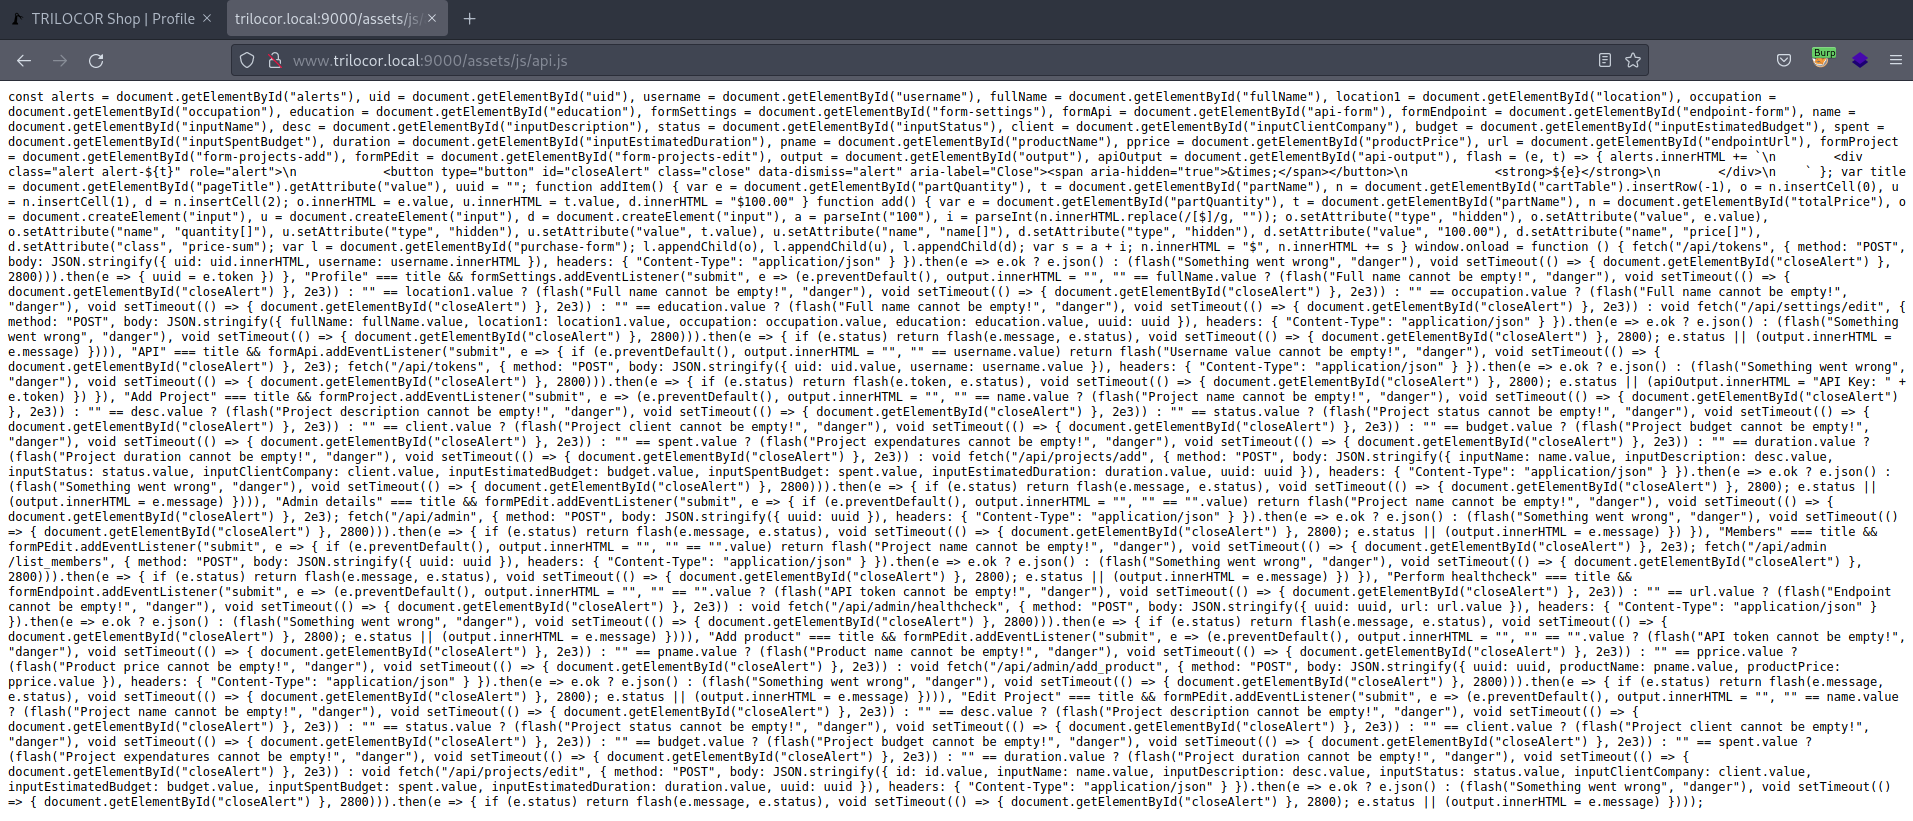 TRILOCOR Shop | Profile
trilocor.local:9000/assets/js/
www.trilocor.local:9000/assets/js/api.js
Burp
const alerts = document.getElementById("alerts"), uid = document.getElementById("uid"), username = document.getElementById("username"), fullName = document.getElementById("fullName"), location1 = document.getElementById("location"), occupation =
document.getElementById("occupation"), education = document.getElementById("education"), formSettings = document.getElementById("form-settings"), formApi = document.getElementById("api-form"), formEndpoint = document.getElementById("endpoint-form"), name =
document.getElementById("inputName"), desc = document.getElementById("inputDescription"), status = document.getElementById("inputStatus"), client = document.getElementById("inputClientCompany"), budget = document.getElementById("inputEstimatedBudget"), spent =
document.getElementById("inputSpentBudget"), duration = document.getElementById("inputEstimatedDuration"), pname = document.getElementById("productName"), pprice = document.getElementById("productPrice"), url = document.getElementById("endpointUrl"), formProject
= document.getElementById("form-projects-add"), formPEdit = document.getElementById("form-projects-edit"), output = document.getElementById("output"), apiOutput = document.getElementById("api-output"), flash = (e, t) => { alerts.innerHTML += `\n        <div
class="alert alert-${t}" role="alert">\n            <button type="button" id="closeAlert" class="close" data-dismiss="alert" aria-label="Close"><span aria-hidden="true">&times;</span></button>\n            <strong>${e}</strong>\n        </div>\n    ` }; var title
= document.getElementById("pageTitle").getAttribute("value"), uuid = ""; function addItem() { var e = document.getElementById("partQuantity"), t = document.getElementById("partName"), n = document.getElementById("cartTable").insertRow(-1), o = n.insertCell(0), u
= n.insertCell(1), d = n.insertCell(2); o.innerHTML = e.value, u.innerHTML = t.value, d.innerHTML = "$100.00" } function add() { var e = document.getElementById("partQuantity"), t = document.getElementById("partName"), n = document.getElementById("totalPrice"), o
= document.createElement("input"), u = document.createElement("input"), d = document.createElement("input"), a = parseInt("100"), i = parseInt(n.innerHTML.replace(/[$]/g, "")); o.setAttribute("type", "hidden"), o.setAttribute("value", e.value),
o.setAttribute("name", "quantity[]"), u.setAttribute("type", "hidden"), u.setAttribute("value", t.value), u.setAttribute("name", "name[]"), d.setAttribute("type", "hidden"), d.setAttribute("value", "100.00"), d.setAttribute("name", "price[]"),
d.setAttribute("class", "price-sum"); var l = document.getElementById("purchase-form"); l.appendChild(o), l.appendChild(u), l.appendChild(d); var s = a + i; n.innerHTML = "$", n.innerHTML += s } window.onload = function () { fetch("/api/tokens", { method: "POST",
body: JSON.stringify({ uid: uid.innerHTML, username: username.innerHTML }), headers: { "Content-Type": "application/json" } }).then(e => e.ok ? e.json() : (flash("Something went wrong", "danger"), void setTimeout(() => { document.getElementById("closeAlert") },
2800))).then(e => { uuid = e.token }) }, "Profile" === title && formSettings.addEventListener("submit", e => (e.preventDefault(), output.innerHTML = "", "" == fullName.value ? (flash("Full name cannot be empty!", "danger"), void setTimeout(() => {
document.getElementById("closeAlert") }, 2e3)) : "" == location1.value ? (flash("Full name cannot be empty!", "danger"), void setTimeout(() => { document.getElementById("closeAlert") }, 2e3)) : "" == occupation.value ? (flash("Full name cannot be empty!",
"danger"), void setTimeout(() => { document.getElementById("closeAlert") }, 2e3)) : "" == education.value ? (flash("Full name cannot be empty!", "danger"), void setTimeout(() => { document.getElementById("closeAlert") }, 2e3)) : void fetch("/api/settings/edit", {
method: "POST", body: JSON.stringify({ fullName: fullName.value, location1: location1.value, occupation: occupation.value, education: education.value, uuid: uuid }), headers: { "Content-Type": "application/json" } }).then(e => e.ok ? e.json() : (flash("Something
went wrong", "danger"), void setTimeout(() => { document.getElementById("closeAlert") }, 2800))).then(e => { if (e.status) return flash(e.message, e.status), void setTimeout(() => { document.getElementById("closeAlert") }, 2800); e.status || (output.innerHTML =
e.message) }))), "API" === title && formApi.addEventListener("submit", e => { if (e.preventDefault(), output.innerHTML = "", "" == username.value) return flash("Username value cannot be empty!", "danger"), void setTimeout(() => {
document.getElementById("closeAlert") }, 2e3); fetch("/api/tokens", { method: "POST", body: JSON.stringify({ uid: uid.value, username: username.value }), headers: { "Content-Type": "application/json" } }).then(e => e.ok ? e.json() : (flash("Something went wrong",
"danger"), void setTimeout(() => { document.getElementById("closeAlert") }, 2800))).then(e => { if (e.status) return flash(e.token, e.status), void setTimeout(() => { document.getElementById("closeAlert") }, 2800); e.status || (apiOutput.innerHTML = "API Key: " +
e.token) }) }), "Add Project" === title && formProject.addEventListener("submit", e => (e.preventDefault(), output.innerHTML = "", "" == name.value ? (flash("Project name cannot be empty!", "danger"), void setTimeout(() => { document.getElementById("closeAlert")
}, 2e3)) : "" == desc.value ? (flash("Project description cannot be empty!", "danger"), void setTimeout(() => { document.getElementById("closeAlert") }, 2e3)) : "" == status.value ? (flash("Project status cannot be empty!", "danger"), void setTimeout(() => {
document.getElementById("closeAlert") }, 2e3)) : "" == client.value ? (flash("Project client cannot be empty!", "danger"), void setTimeout(() => { document.getElementById("closeAlert") }, 2e3)) : "" == budget.value ? (flash("Project budget cannot be empty!",
"danger"), void setTimeout(() => { document.getElementById("closeAlert") }, 2e3)) : "" == spent.value ? (flash("Project expendatures cannot be empty!", "danger"), void setTimeout(() => { document.getElementById("closeAlert") }, 2e3)) : "" == duration.value ?
(flash("Project duration cannot be empty!", "danger"), void setTimeout(() => { document.getElementById("closeAlert") }, 2e3)) : void fetch("/api/projects/add", { method: "POST", body: JSON.stringify({ inputName: name.value, inputDescription: desc.value,
inputStatus: status.value, inputClientCompany: client.value, inputEstimatedBudget: budget.value, inputSpentBudget: spent.value, inputEstimatedDuration: duration.value, uuid: uuid }), headers: { "Content-Type": "application/json" } }).then(e => e.ok ? e.json() :
(flash("Something went wrong", "danger"), void setTimeout(() => { document.getElementById("closeAlert") }, 2800))).then(e => { if (e.status) return flash(e.message, e.status), void setTimeout(() => { document.getElementById("closeAlert") }, 2800); e.status ||
(output.innerHTML = e.message) }))), "Admin details" === title && formPEdit.addEventListener("submit", e => { if (e.preventDefault(), output.innerHTML = "", "" == "".value) return flash("Project name cannot be empty!", "danger"), void setTimeout(() => {
document.getElementById("closeAlert") }, 2e3); fetch("/api/admin", { method: "POST", body: JSON.stringify({ uuid: uuid }), headers: { "Content-Type": "application/json" } }).then(e => e.ok ? e.json() : (flash("Something went wrong", "danger"), void setTimeout(()
=> { document.getElementById("closeAlert") }, 2800))).then(e => { if (e.status) return flash(e.message, e.status), void setTimeout(() => { document.getElementById("closeAlert") }, 2800); e.status || (output.innerHTML = e.message) }) }), "Members" === title &&
formPEdit.addEventListener("submit", e => { if (e.preventDefault(), output.innerHTML = "", "" == "".value) return flash("Project name cannot be empty!", "danger"), void setTimeout(() => { document.getElementById("closeAlert") }, 2e3); fetch("/api/admin
/list_members", { method: "POST", body: JSON.stringify({ uuid: uuid }), headers: { "Content-Type": "application/json" } }).then(e => e.ok ? e.json() : (flash("Something went wrong", "danger"), void setTimeout(() => { document.getElementById("closeAlert") },
2800))).then(e => { if (e.status) return flash(e.message, e.status), void setTimeout(() => { document.getElementById("closeAlert") }, 2800); e.status || (output.innerHTML = e.message) }) }), "Perform healthcheck" === title &&
formEndpoint.addEventListener("submit", e => (e.preventDefault(), output.innerHTML = "", "" == "".value ? (flash("API token cannot be empty!", "danger"), void setTimeout(() => { document.getElementById("closeAlert") }, 2e3)) : "" == url.value ? (flash("Endpoint
cannot be empty!", "danger"), void setTimeout(() => { document.getElementById("closeAlert") }, 2e3)) : void fetch("/api/admin/healthcheck", { method: "POST", body: JSON.stringify({ uuid: uuid, url: url.value }), headers: { "Content-Type": "application/json" }
}).then(e => e.ok ? e.json() : (flash("Something went wrong", "danger"), void setTimeout(() => { document.getElementById("closeAlert") }, 2800))).then(e => { if (e.status) return flash(e.message, e.status), void setTimeout(() => {
document.getElementById("closeAlert") }, 2800); e.status || (output.innerHTML = e.message) }))), "Add product" === title && formPEdit.addEventListener("submit", e => (e.preventDefault(), output.innerHTML = "", "" == "".value ? (flash("API token cannot be empty!",
"danger"), void setTimeout(() => { document.getElementById("closeAlert") }, 2e3)) : "" == pname.value ? (flash("Product name cannot be empty!", "danger"), void setTimeout(() => { document.getElementById("closeAlert") }, 2e3)) : "" == pprice.value ?
(flash("Product price cannot be empty!", "danger"), void setTimeout(() => { document.getElementById("closeAlert") }, 2e3)) : void fetch("/api/admin/add_product", { method: "POST", body: JSON.stringify({ uuid: uuid, productName: pname.value, productPrice:
pprice.value }), headers: { "Content-Type": "application/json" } }).then(e => e.ok ? e.json() : (flash("Something went wrong", "danger"), void setTimeout(() => { document.getElementById("closeAlert") }, 2800))).then(e => { if (e.status) return flash(e.message,
e.status), void setTimeout(() => { document.getElementById("closeAlert") }, 2800); e.status || (output.innerHTML = e.message) }))), "Edit Project" === title && formPEdit.addEventListener("submit", e => (e.preventDefault(), output.innerHTML = "", "" == name.value
? (flash("Project name cannot be empty!", "danger"), void setTimeout(() => { document.getElementById("closeAlert") }, 2e3)) : "" == desc.value ? (flash("Project description cannot be empty!", "danger"), void setTimeout(() => {
document.getElementById("closeAlert") }, 2e3)) : "" == status.value ? (flash("Project status cannot be empty!", "danger"), void setTimeout(() => { document.getElementById("closeAlert") }, 2e3)) : "" == client.value ? (flash("Project client cannot be empty!",
"danger"), void setTimeout(() => { document.getElementById("closeAlert") }, 2e3)) : "" == budget.value ? (flash("Project budget cannot be empty!", "danger"), void setTimeout(() => { document.getElementById("closeAlert") }, 2e3)) : "" == spent.value ?
(flash("Project expendatures cannot be empty!", "danger"), void setTimeout(() => { document.getElementById("closeAlert") }, 2e3)) : "" == duration.value ? (flash("Project duration cannot be empty!", "danger"), void setTimeout(() => {
document.getElementById("closeAlert") }, 2e3)) : void fetch("/api/projects/edit", { method: "POST", body: JSON.stringify({ id: id.value, inputName: name.value, inputDescription: desc.value, inputStatus: status.value, inputClientCompany: client.value,
inputEstimatedBudget: budget.value, inputSpentBudget: spent.value, inputEstimatedDuration: duration.value, uuid: uuid }), headers: { "Content-Type": "application/json" } }).then(e => e.ok ? e.json() : (flash("Something went wrong", "danger"), void setTimeout(()
=> { document.getElementById("closeAlert") }, 2800))).then(e => { if (e.status) return flash(e.message, e.status), void setTimeout(() => { document.getElementById("closeAlert") }, 2800); e.status || (output.innerHTML = e.message) })));